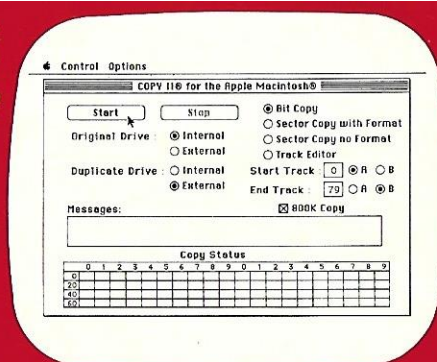 Control Options
COPY II® for the Apple Macintosh®
Start Stop
Original Drive : Internal
External
Duplicate Drive : Internal
External
Bit Copy
Sector Copy with Format
Sector Copy no Format
Track Editor
Start Track : 0 A B
End Track : 79 A B
800K Copy
Messages:
Copy Status
0 1 2 3 4 5 6 7 8 9 0 1 2 3 4 5 6 7 8 9
0
20
40
60